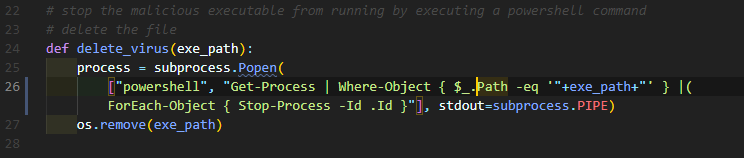 22 # stop the malicious executable from running by executing a powershell command
23 # delete the file
24 def delete_virus(exe_path):
25 process = subprocess.Popen(
26 ["powershell", "Get-Process | Where-Object { $_.Path -eq '"+exe_path+"' } |(
ForEach-Object { Stop-Process -Id .Id }"], stdout=subprocess.PIPE)
27 os.remove(exe_path)
28